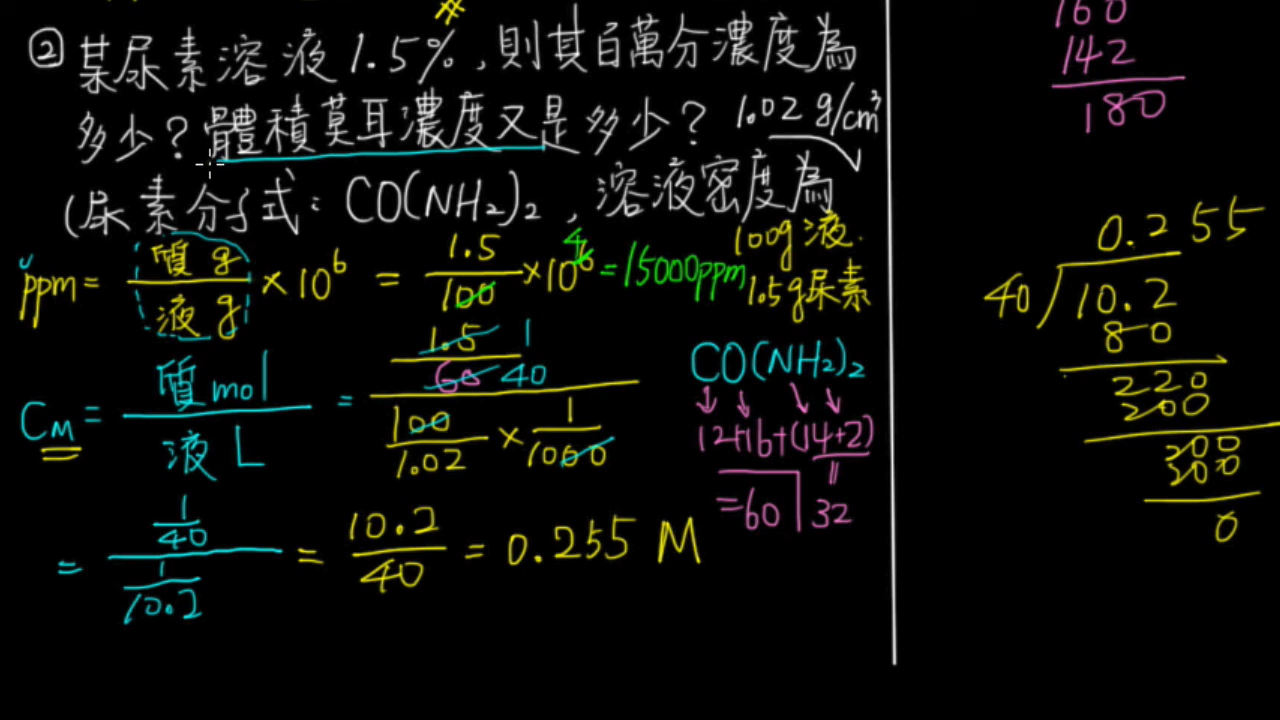 #
② 某尿素溶液1.5%,則其百萬分濃度為
多少?體積莫耳濃度又是多少? 1.02 g/cm³
(尿素分子式: CO(NH₂)₂ , 溶液密度為
ppm = 質 g / 液 g × 10⁶ = 1.5 / 100 × 10⁶ 4 = 15000ppm
100g 液.
1.5g尿素
C_M = 質 mol / 液 L = 1.5 / 60 1 / 40 / 100 / 1.02 × 1 / 1000
CO(NH₂)₂
↓ ↓ ↓ ↓
12+16+(14+2)
= 60 | 32
= 1/40 / 1/10.2 = 10.2 / 40 = 0.255 M
160
142
180
0.255
40 10.2
80
220
200
200
200
0